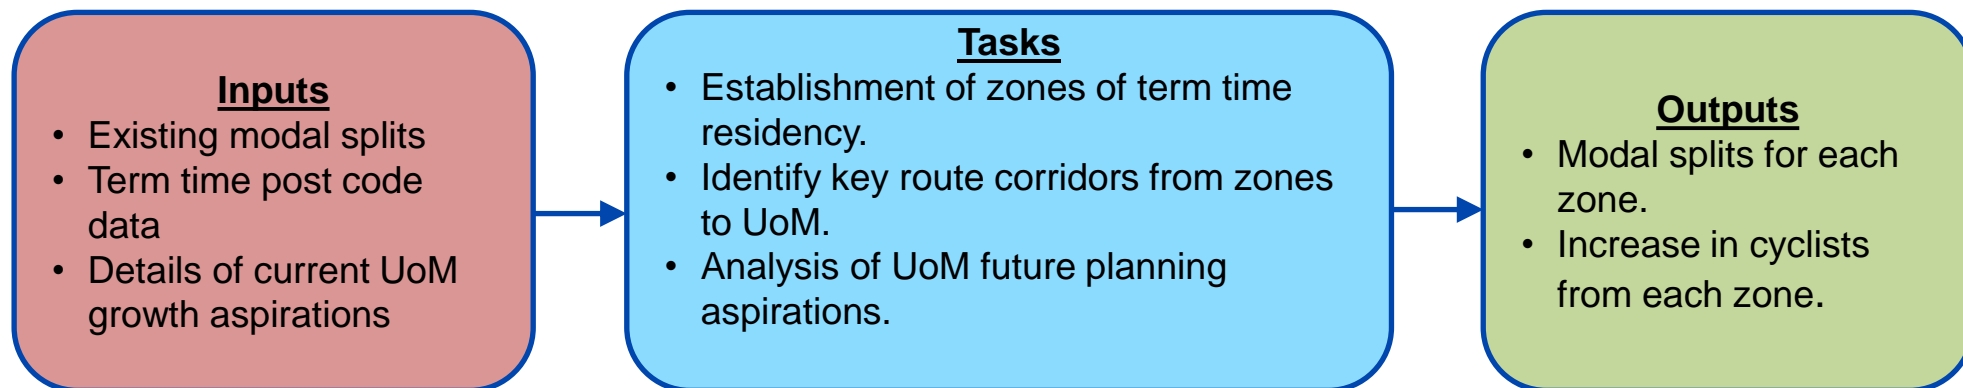 Inputs
• Existing modal splits
• Term time post code
data
• Details of current UoM
growth aspirations
Tasks
• Establishment of zones of term time
residency.
• Identify key route corridors from zones
to UoM.
• Analysis of UoM future planning
aspirations.
Outputs
• Modal splits for each
zone.
• Increase in cyclists
from each zone.